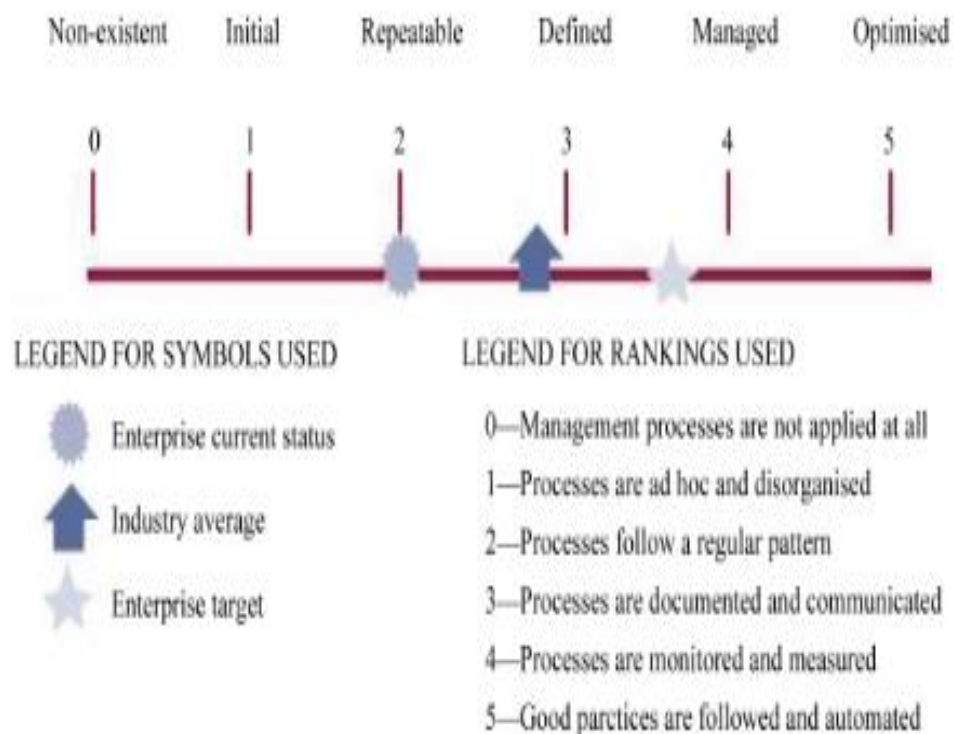 Non-existent Initial Repeatable Defined Managed Optimised
0 1 2 3 4 5
LEGEND FOR SYMBOLS USED
Enterprise current status
Industry average
Enterprise target
LEGEND FOR RANKINGS USED
0—Management processes are not applied at all
1—Processes are ad hoc and disorganised
2—Processes follow a regular pattern
3—Processes are documented and communicated
4—Processes are monitored and measured
5—Good parctices are followed and automated